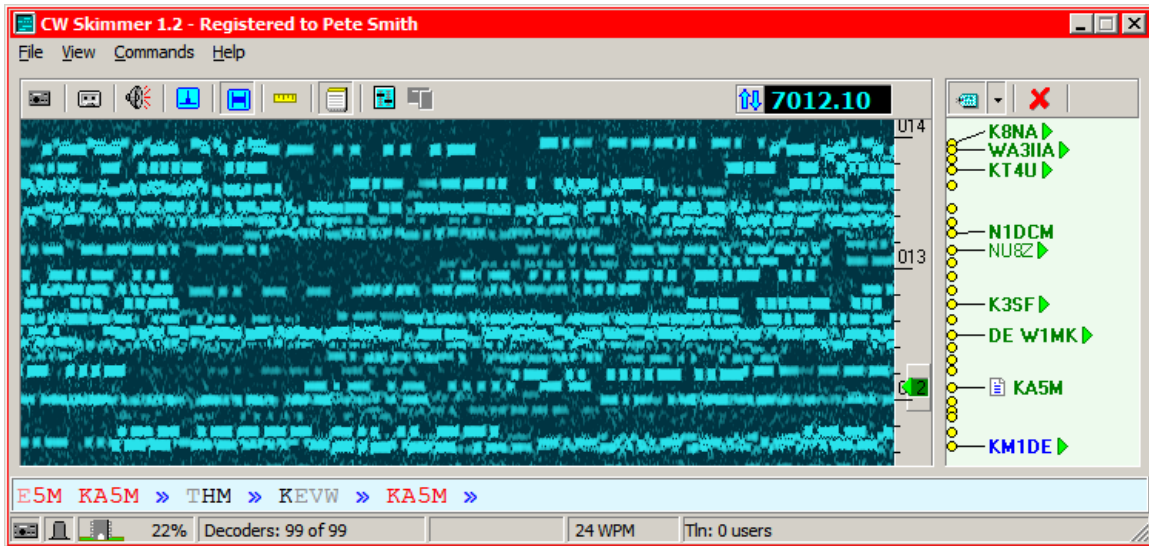 CW Skimmer 1.2 - Registered to Pete Smith
File View Commands Help
7012.10
014
013
K8NA
WA3IIA
KT4U
N1DCM
NU8Z
K3SF
DE W1MK
KA5M
KM1DE
E5M KA5M » THM » KEVW » KA5M »
22% Decoders: 99 of 99 24 WPM Tln: 0 users